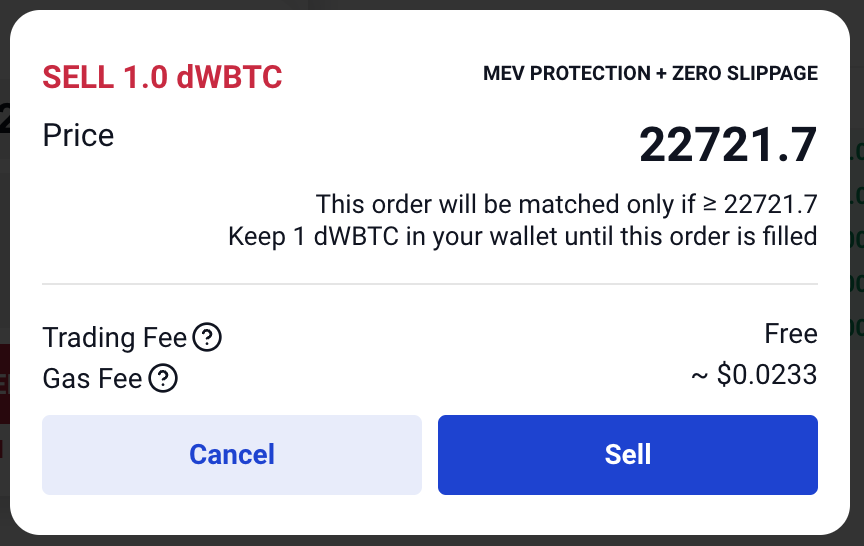 SELL 1.0 dWBTC
MEV PROTECTION + ZERO SLIPPAGE
Price
22721.7
This order will be matched only if ≥ 22721.7
Keep 1 dWBTC in your wallet until this order is filled
Trading Fee ?
Free
Gas Fee ?
~ $0.0233
Cancel
Sell